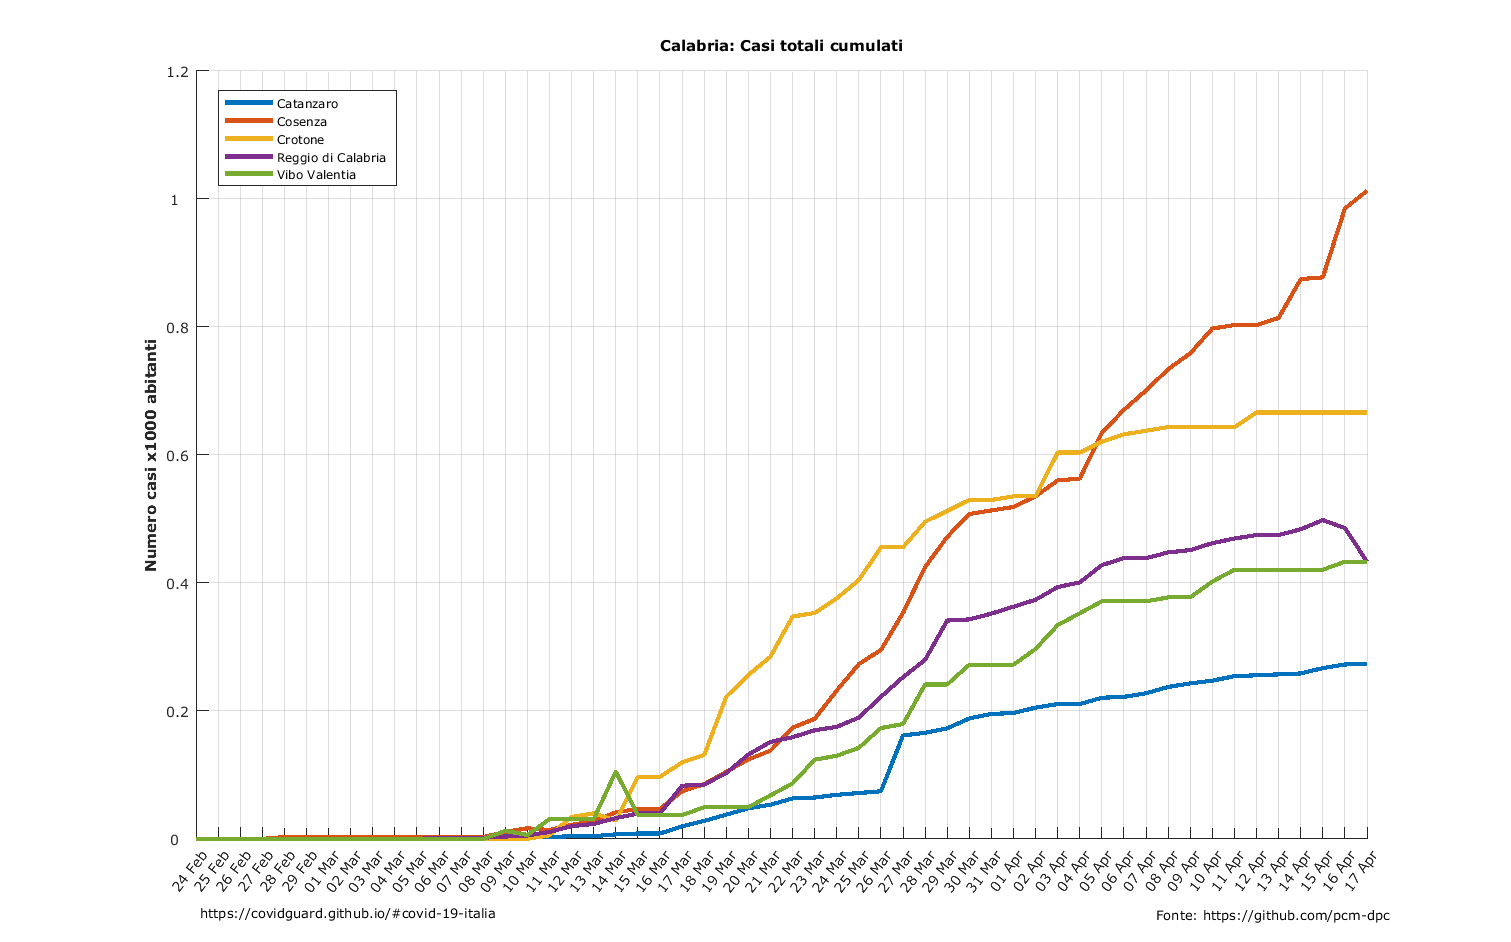 Calabria: Casi totali cumulati
1.2
1
0.8
0.6
0.4
0.2
0
Numero casi x1000 abitanti
Catanzaro
Cosenza
Crotone
Reggio di Calabria
Vibo Valentia
24 Feb
25 Feb
26 Feb
27 Feb
28 Feb
29 Feb
01 Mar
02 Mar
03 Mar
04 Mar
05 Mar
06 Mar
07 Mar
08 Mar
09 Mar
10 Mar
11 Mar
12 Mar
13 Mar
14 Mar
15 Mar
16 Mar
17 Mar
18 Mar
19 Mar
20 Mar
21 Mar
22 Mar
23 Mar
24 Mar
25 Mar
26 Mar
27 Mar
28 Mar
29 Mar
30 Mar
31 Mar
01 Apr
02 Apr
03 Apr
04 Apr
05 Apr
06 Apr
07 Apr
08 Apr
09 Apr
10 Apr
11 Apr
12 Apr
13 Apr
14 Apr
15 Apr
16 Apr
17 Apr
https://covidguard.github.io/#covid-19-italia
Fonte: https://github.com/pcm-dpc